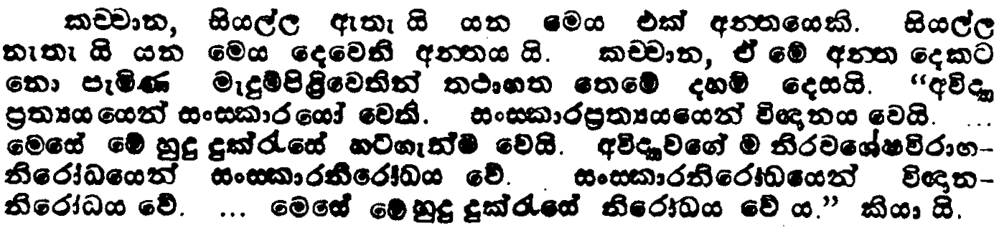 කච්චාන, සියල්ල ඇතැ යි යන මෙය එක් අන්තයෙකි. සියල්ල
නැතැ යි යන මෙය දෙවෙනි අන්තය යි. කච්චාන, ඒ මේ අන්ත දෙකට
නො පැමිණ මැදුම්පිළිවෙතින් තථාගත තෙමේ දහම් දෙසයි. “අවිද්‍යා
ප්‍රත්‍යයයෙන් සංස්කාරයෝ වෙති. සංස්කාරප්‍රත්‍යයයෙන් විඥානය වෙයි. ...
මෙසේ මේ හුදු දුක්රැසේ හටගැන්ම වෙයි. අවිද්‍යාවගේ ම නිරවශේෂවිරාග-
නිරෝධයෙන් සංස්කාරනිරෝධය වේ. සංස්කාරනිරෝධයෙන් විඥාන-
නිරෝධය වේ. ... මෙසේ මේ හුදු දුක්රැසේ නිරෝධය වේ ය.” කියා යි.